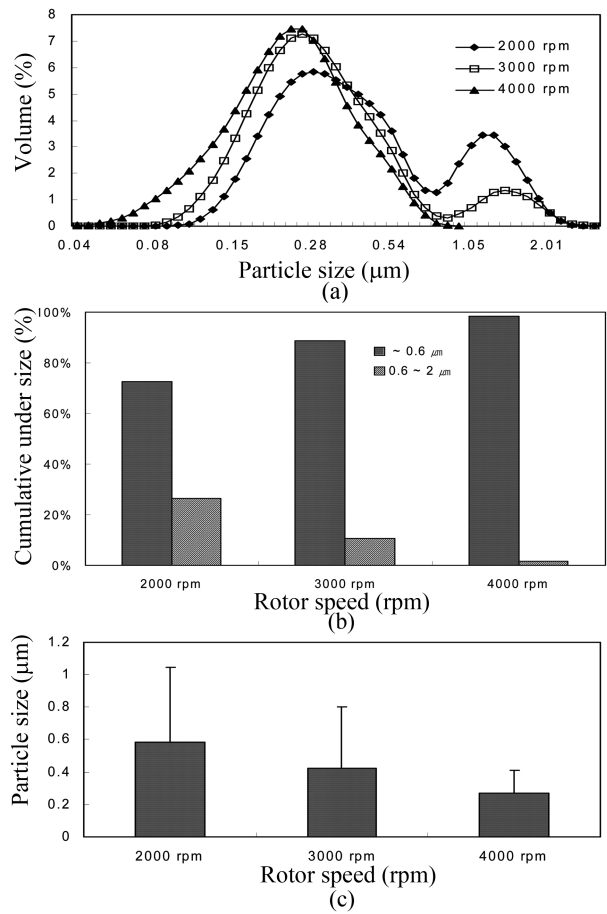 8
7
6
5
4
3
2
1
0
Volume (%)
2000 rpm
3000 rpm
4000 rpm
0.04 0.08 0.15 0.28 0.54 1.05 2.01
Particle size (μm)
(a)
100%
80%
60%
40%
20%
0%
Cumulative under size (%)
~ 0.6 ㎛
0.6 ~ 2 ㎛
2000 rpm 3000 rpm 4000 rpm
Rotor speed (rpm)
(b)
1.2
1
0.8
0.6
0.4
0.2
0
Particle size (μm)
2000 rpm 3000 rpm 4000 rpm
Rotor speed (rpm)
(c)